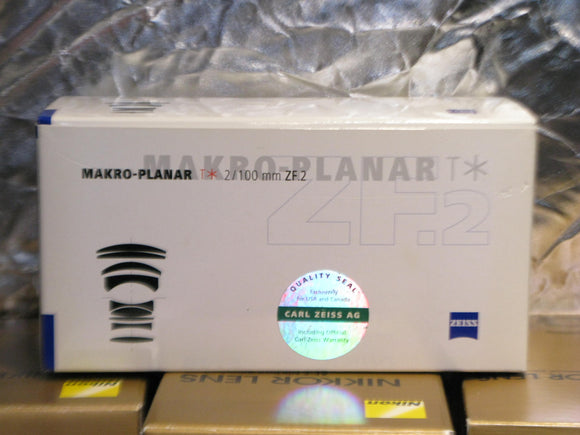 MAKRO-PLANAR T*
MAKRO-PLANAR T* 2/100 mm ZF.2
ZF.2
QUALITY SEAL
Exclusively
for USA and Canada
CARL ZEISS AG
Including Official
Carl Zeiss Warranty
ZEISS
NIKKOR LENS
Nikon
Nikon
Nikon